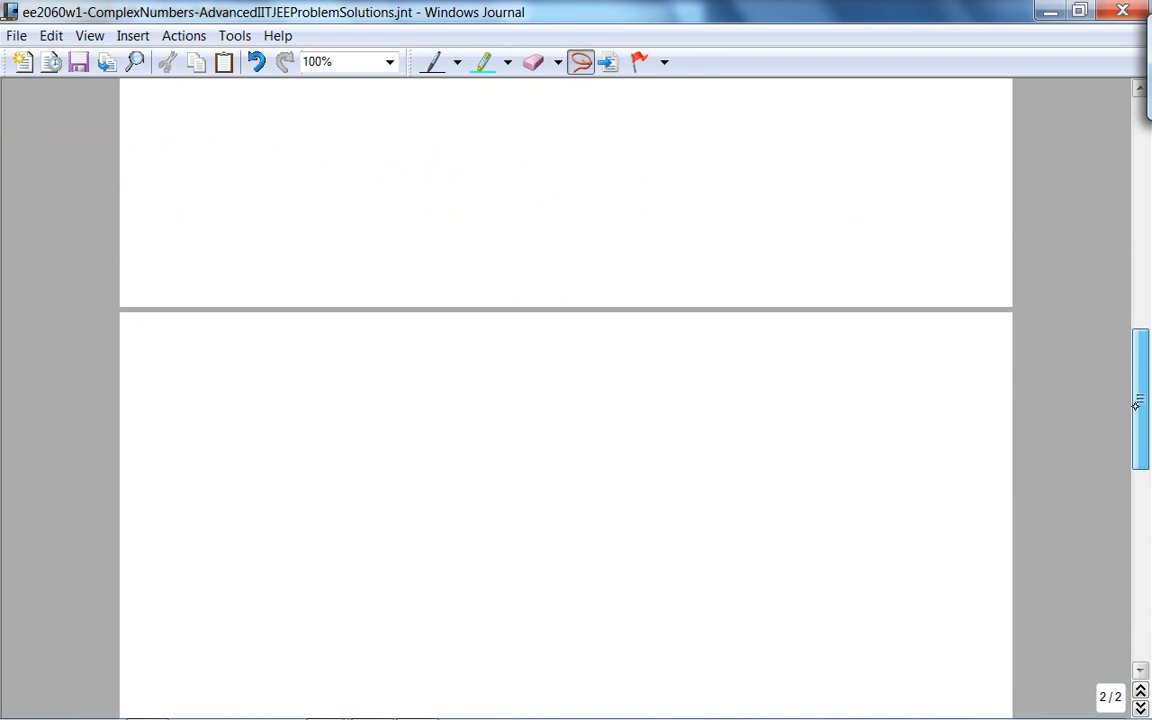 ee2060w1-ComplexNumbers-AdvancedIITJEEProblemSolutions.jnt - Windows Journal
File Edit View Insert Actions Tools Help
100%
2 / 2